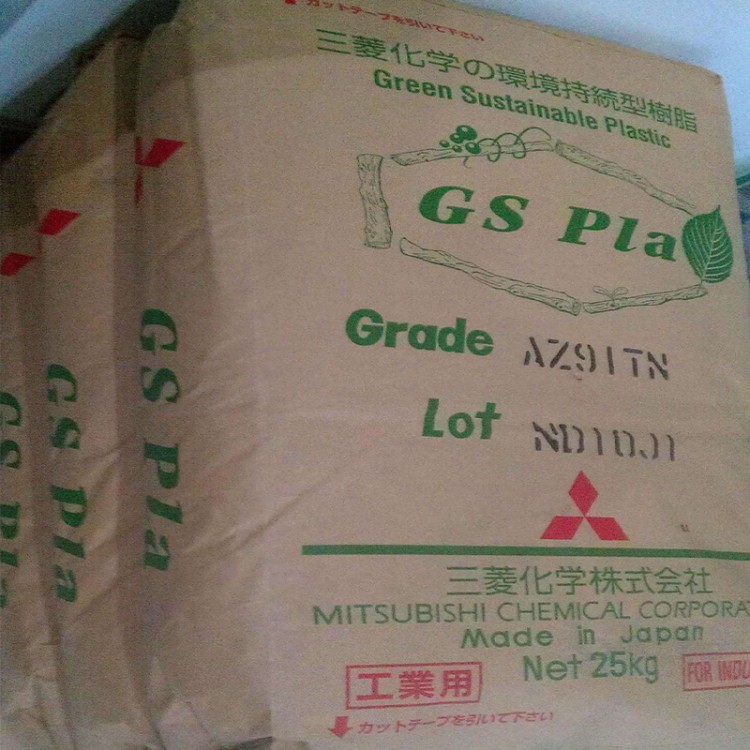 カットテープを引いて下さい
三菱化学の環境持続型樹脂
Green Sustainable Plastic
GS Pla
Grade AZ91TN
Lot ND10J1
三菱化学株式会社
MITSUBISHI CHEMICAL CORPORA
Made in Japan
Net 25kg
工業用
FOR INDU
カットテープを引いて下さい
GS Pla
GS Pla
GS Pla